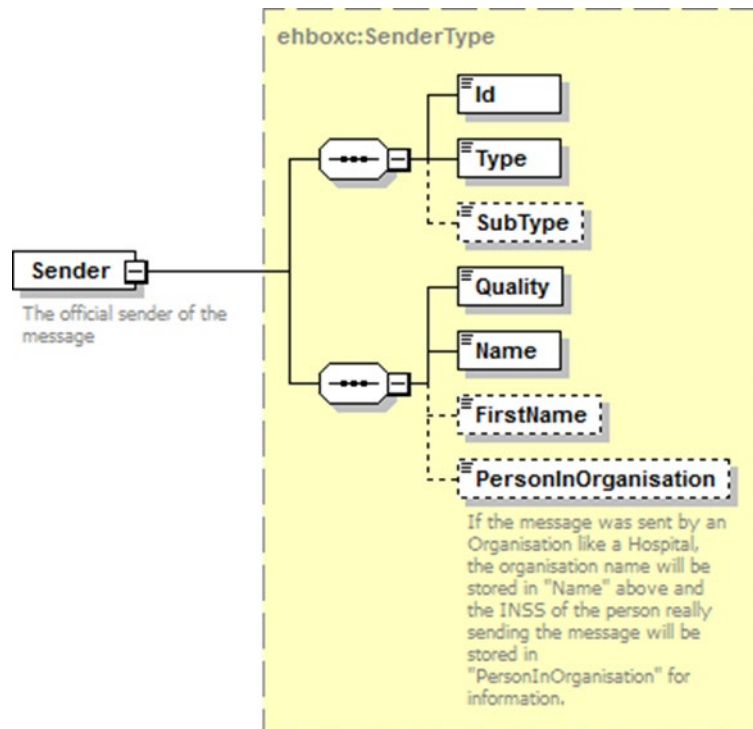 ehboxc:SenderType
Id
Type
SubType
Sender
The official sender of the
message
Quality
Name
FirstName
PersonInOrganisation
If the message was sent by an
Organisation like a Hospital,
the organisation name will be
stored in "Name" above and
the INSS of the person really
sending the message will be
stored in
"PersonInOrganisation" for
information.